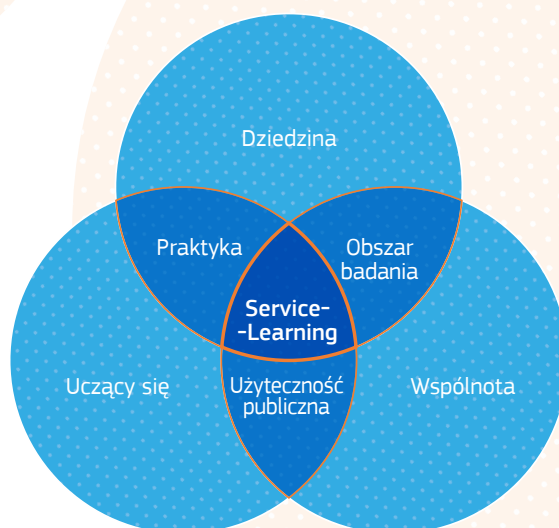 Dziedzina
Praktyka
Obszar
badania
Service-
-Learning
Uczący się
Użyteczność
publiczna
Wspólnota